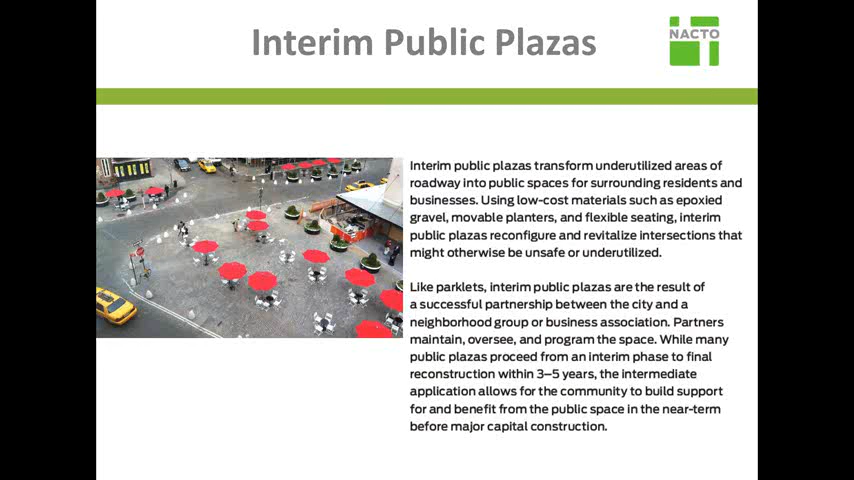 Interim Public Plazas
NACTO
Interim public plazas transform underutilized areas of
roadway into public spaces for surrounding residents and
businesses. Using low-cost materials such as epoxied
gravel, movable planters, and flexible seating, interim
public plazas reconfigure and revitalize intersections that
might otherwise be unsafe or underutilized.
Like parklets, interim public plazas are the result of
a successful partnership between the city and a
neighborhood group or business association. Partners
maintain, oversee, and program the space. While many
public plazas proceed from an interim phase to final
reconstruction within 3–5 years, the intermediate
application allows for the community to build support
for and benefit from the public space in the near-term
before major capital construction.